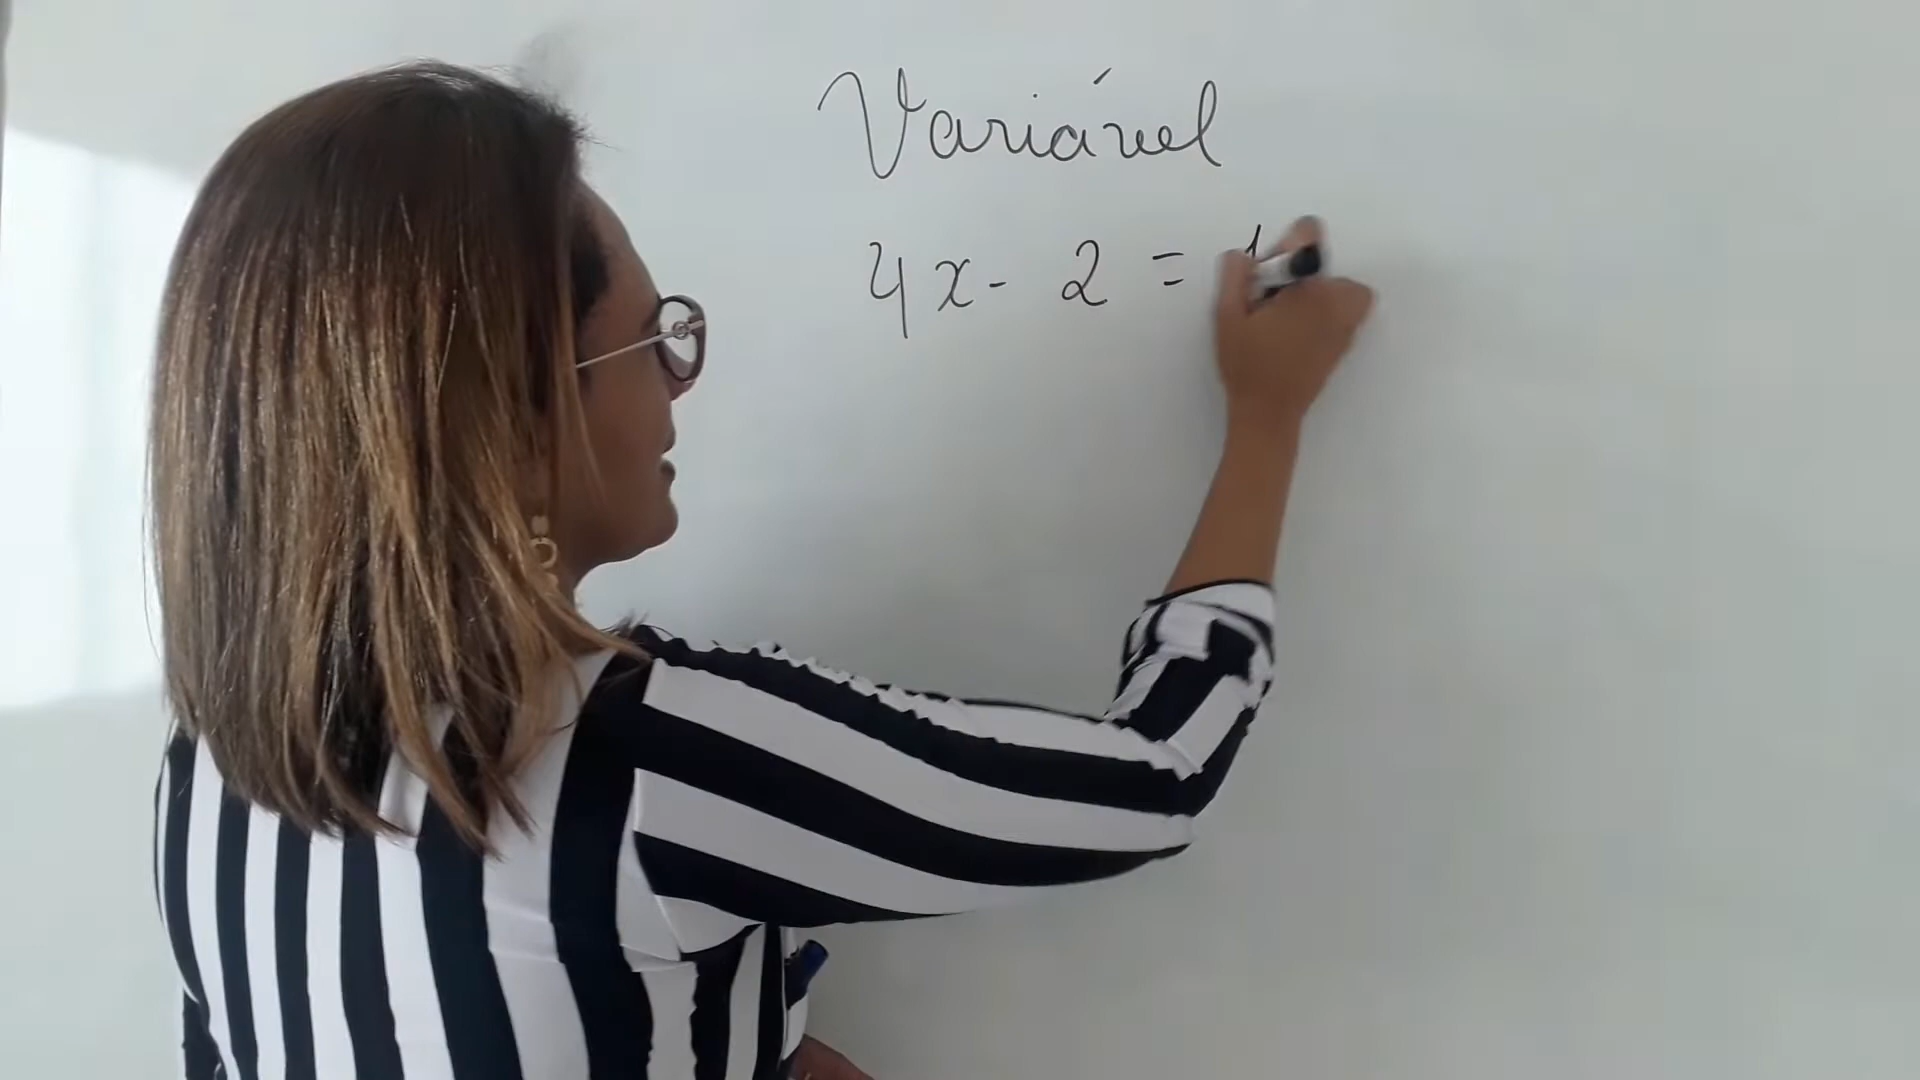 Variável
4x - 2 =